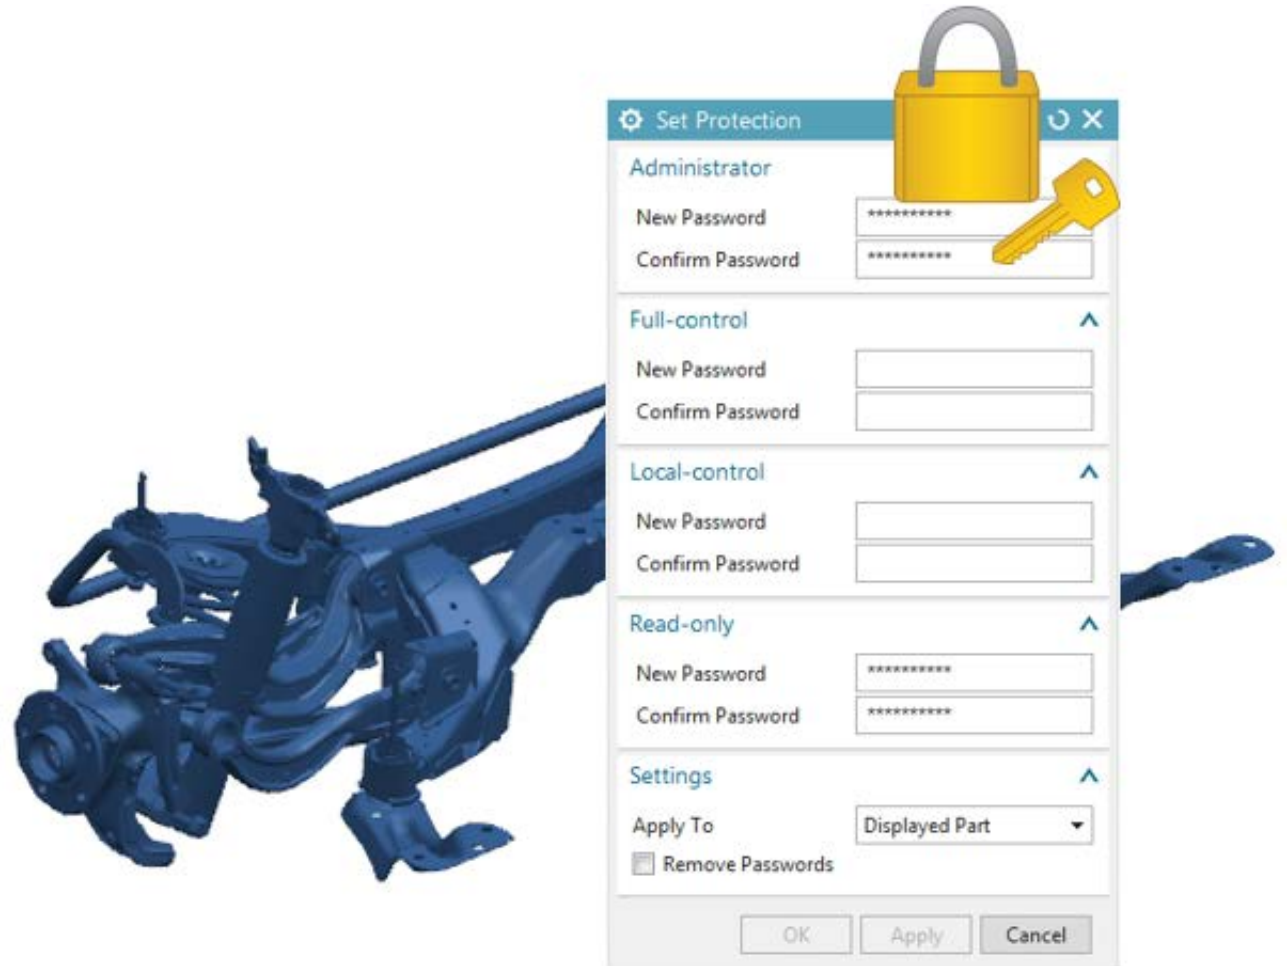 Set Protection
Administrator
New Password **********
Confirm Password **********
Full-control
New Password
Confirm Password
Local-control
New Password
Confirm Password
Read-only
New Password **********
Confirm Password **********
Settings
Apply To Displayed Part
Remove Passwords
OK Apply Cancel